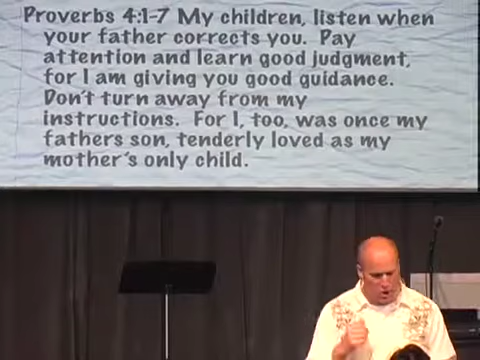 Proverbs 4:1-7 My children, listen when
your father corrects you. Pay
attention and learn good judgment,
for I am giving you good guidance.
Don't turn away from my
instructions. For I, too, was once my
fathers son, tenderly loved as my
mother's only child.